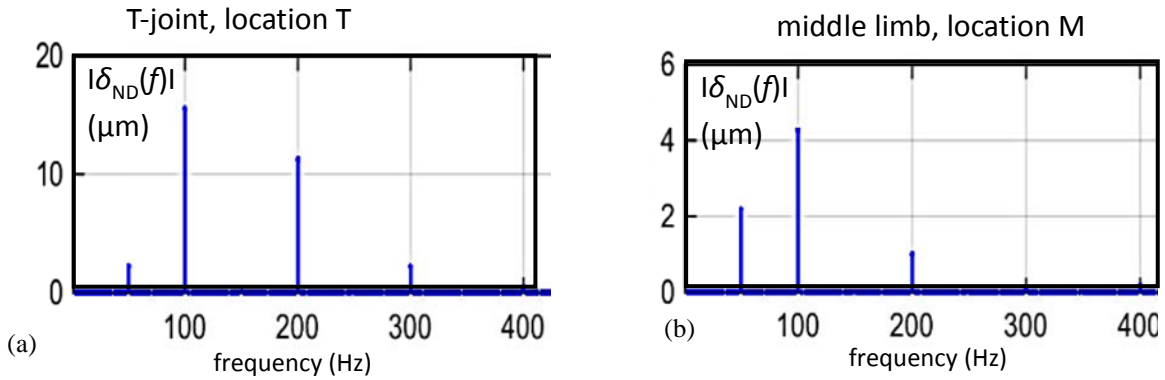 T-joint, location T
20
10
0
|δND(f)|
(μm)
100 200 300 400
frequency (Hz)
(a)
middle limb, location M
6
4
2
0
|δND(f)|
(μm)
100 200 300 400
frequency (Hz)
(b)